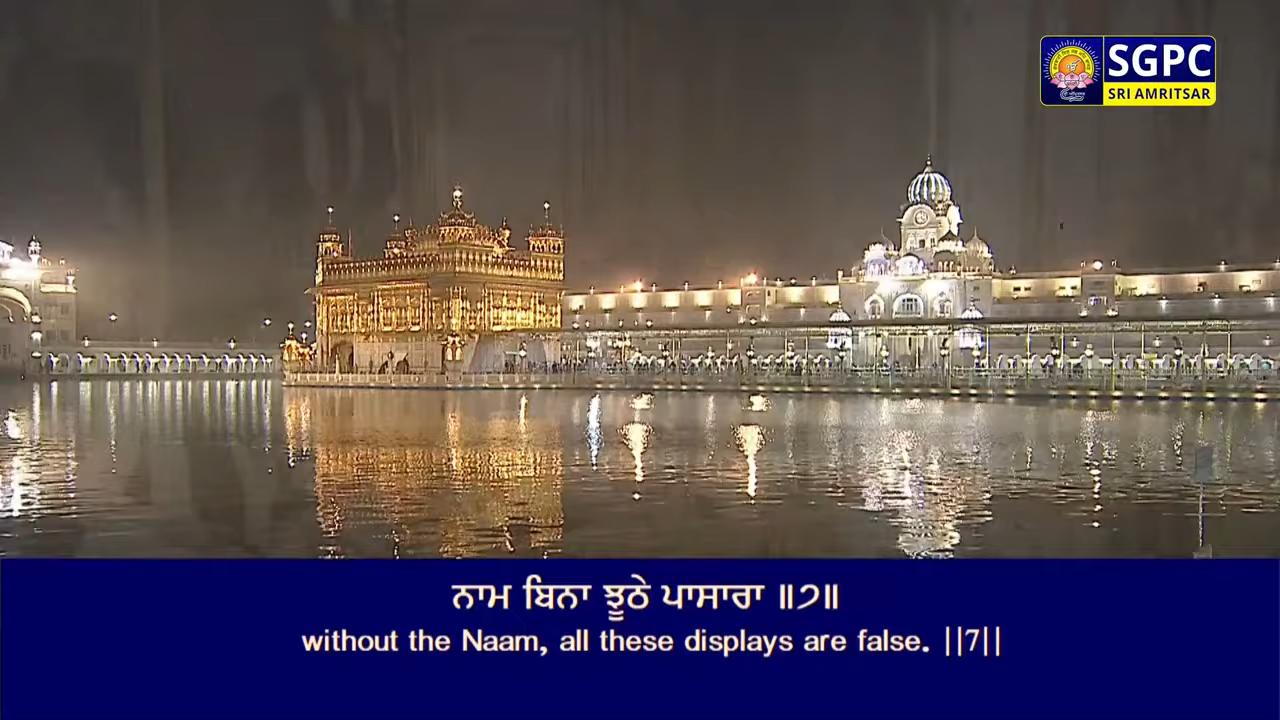 SGPC
SRI AMRITSAR
ਨਾਮ ਬਿਨਾ ਝੂਠੇ ਪਾਸਾਰਾ ॥੭॥
without the Naam, all these displays are false. ||7||